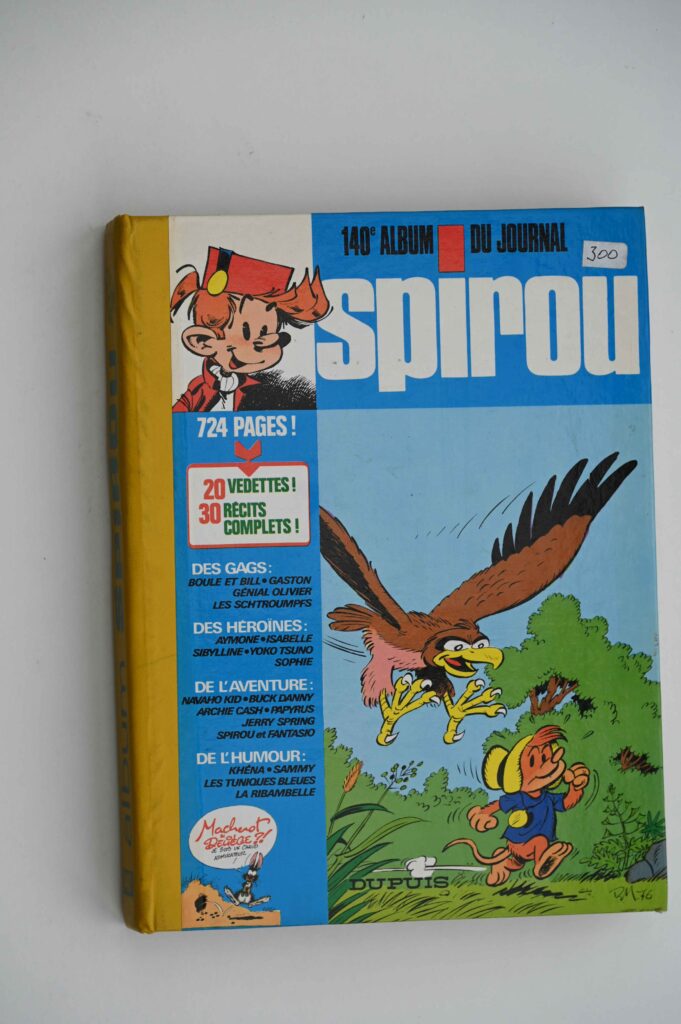 140e ALBUM DU JOURNAL
300
spirou
724 PAGES !
20 VEDETTES !
30 RÉCITS
COMPLETS !
DES GAGS :
BOULE ET BILL • GASTON
GÉNIAL OLIVIER
LES SCHTROUMPFS
DES HÉROÏNES :
AYMONE • ISABELLE
SIBYLLINE • YOKO TSUNO
SOPHIE
DE L'AVENTURE :
NAVAHO KID • BUCK DANNY
ARCHIE CASH • PAPYRUS
JERRY SPRING
SPIROU et FANTASIO
DE L'HUMOUR :
KHÉNA • SAMMY
LES TUNIQUES BLEUES
LA RIBAMBELLE
Macherot
DUPUIS